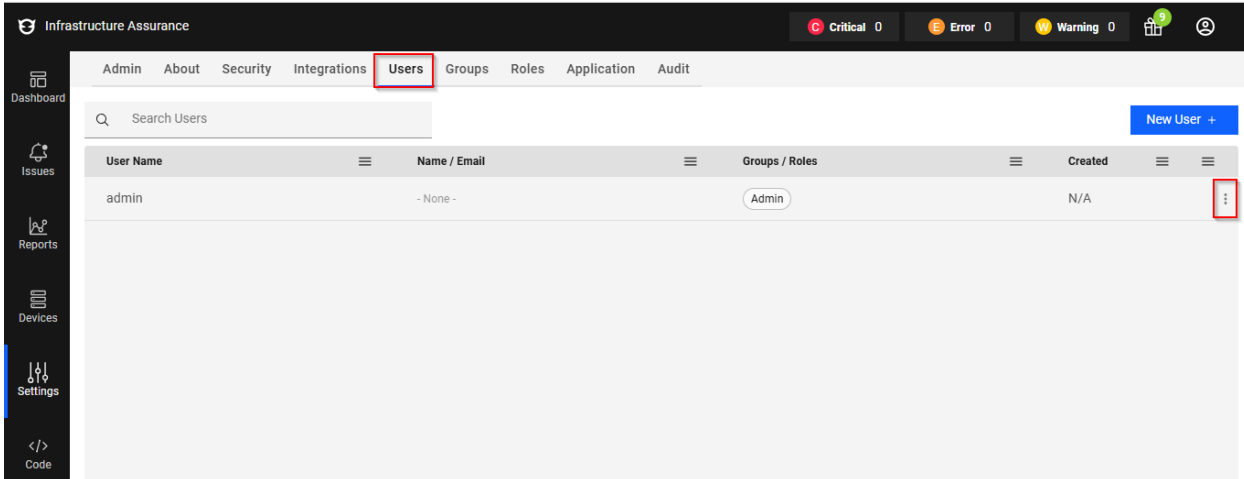 Infrastructure Assurance
C Critical 0
E Error 0
W Warning 0
9
Admin About Security Integrations Users Groups Roles Application Audit
Dashboard
Search Users
New User +
Issues
User Name Name / Email Groups / Roles Created
admin - None - Admin N/A
Reports
Devices
Settings
</>
Code